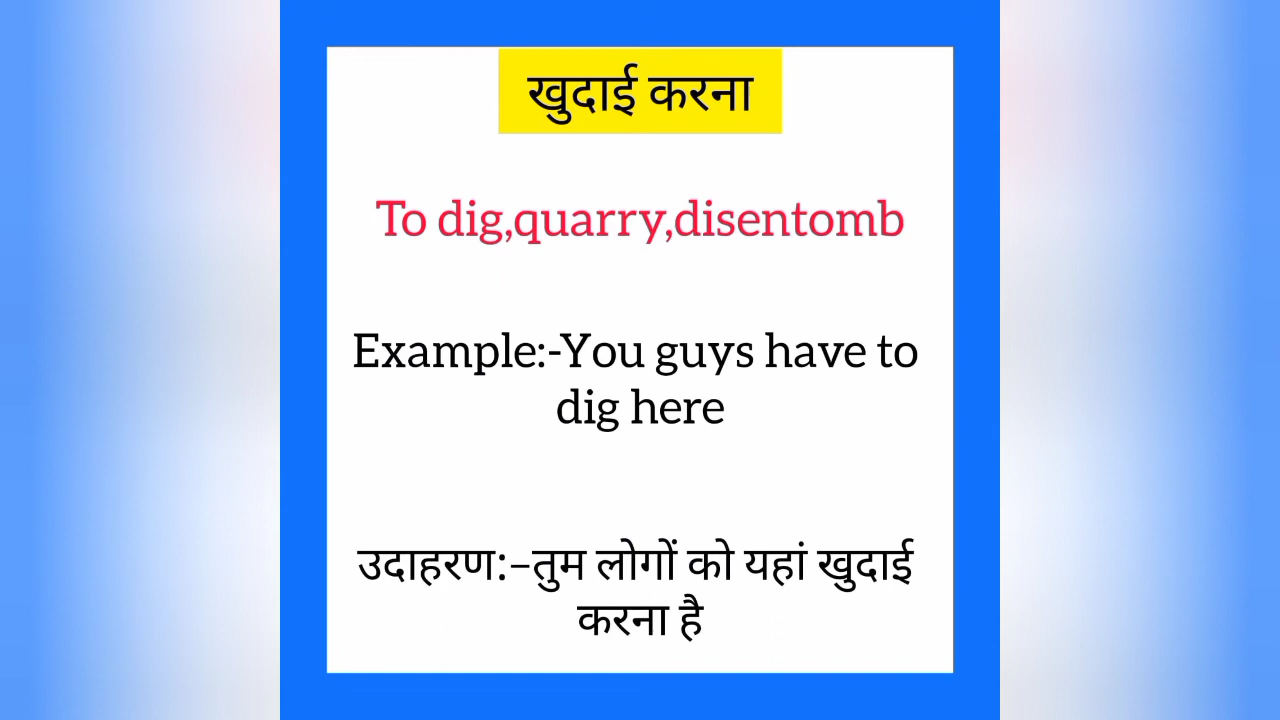 खुदाई करना
To dig,quarry,disentomb
Example:-You guys have to
dig here
उदाहरण:–तुम लोगों को यहां खुदाई
करना है